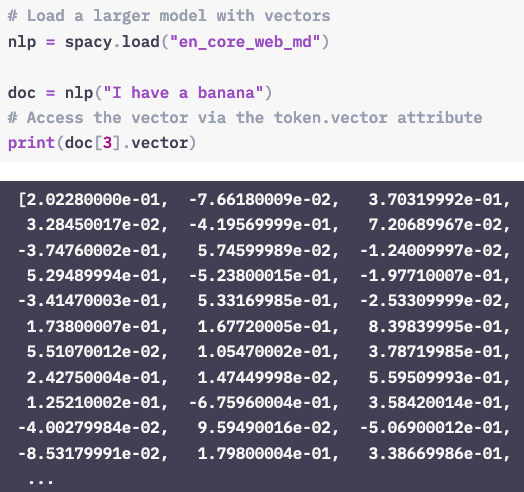 # Load a larger model with vectors
nlp = spacy.load("en_core_web_md")
doc = nlp("I have a banana")
# Access the vector via the token.vector attribute
print(doc[3].vector)
[2.02280000e-01, -7.66180009e-02, 3.70319992e-01,
3.28450017e-02, -4.19569999e-01, 7.20689967e-02,
-3.74760002e-01, 5.74599989e-02, -1.24009997e-02,
5.29489994e-01, -5.23800015e-01, -1.97710007e-01,
-3.41470003e-01, 5.33169985e-01, -2.53309999e-02,
1.73800007e-01, 1.67720005e-01, 8.39839995e-01,
5.51070012e-02, 1.05470002e-01, 3.78719985e-01,
2.42750004e-01, 1.47449998e-02, 5.59509993e-01,
1.25210002e-01, -6.75960004e-01, 3.58420014e-01,
-4.00279984e-02, 9.59490016e-02, -5.06900012e-01,
-8.53179991e-02, 1.79800004e-01, 3.38669986e-01,
...